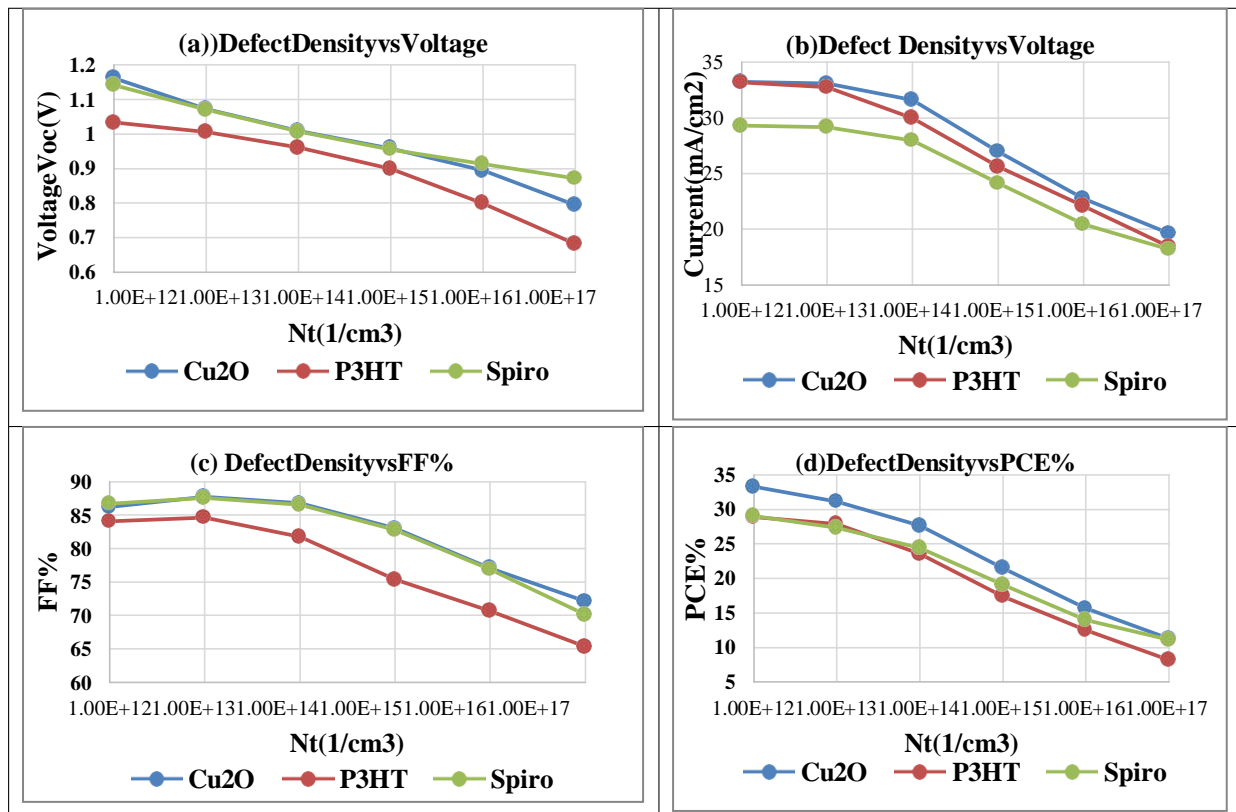 (a))DefectDensityvsVoltage
1.2
1.1
1
0.9
0.8
0.7
0.6
VoltageVoc(V)
1.00E+121.00E+131.00E+141.00E+151.00E+161.00E+17
Nt(1/cm3)
Cu2O P3HT Spiro
(b)Defect DensityvsVoltage
35
30
25
20
15
Current(mA/cm2)
1.00E+121.00E+131.00E+141.00E+151.00E+161.00E+17
Nt(1/cm3)
Cu2O P3HT Spiro
(c) DefectDensityvsFF%
90
85
80
75
70
65
60
FF%
1.00E+121.00E+131.00E+141.00E+151.00E+161.00E+17
Nt(1/cm3)
Cu2O P3HT Spiro
(d)DefectDensityvsPCE%
35
30
25
20
15
10
5
PCE%
1.00E+121.00E+131.00E+141.00E+151.00E+161.00E+17
Nt(1/cm3)
Cu2O P3HT Spiro